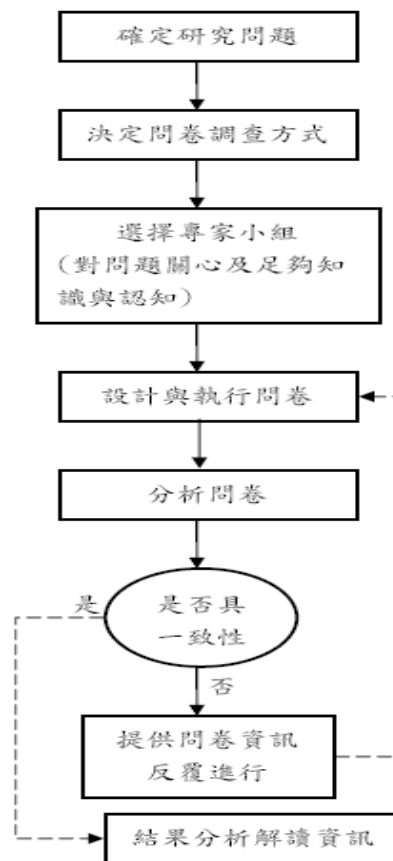 確定研究問題
決定問卷調查方式
選擇專家小組
(對問題關心及足夠知
識與認知)
設計與執行問卷
分析問卷
是
是否具
一致性
否
提供問卷資訊
反覆進行
結果分析解讀資訊